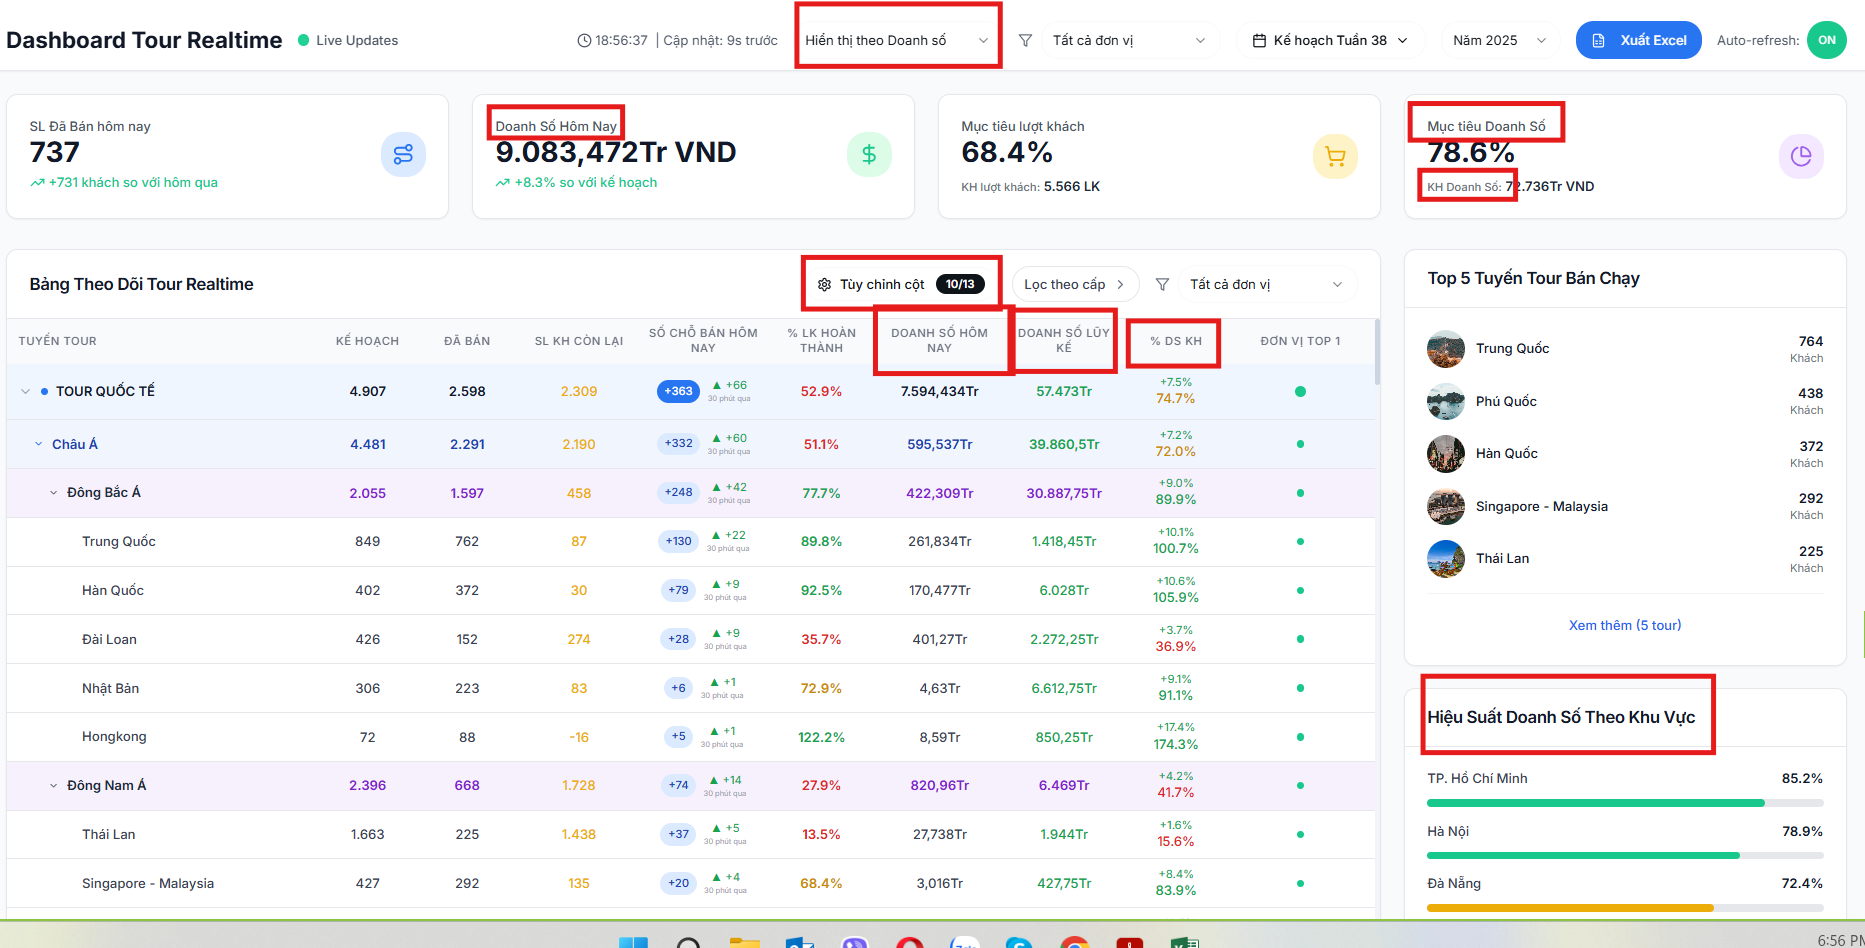 Dashboard Tour Realtime
Live Updates
18:56:37 | Cập nhật: 9s trước
Hiển thị theo Doanh số
Tất cả đơn vị
Kế hoạch Tuần 38
Năm 2025
Xuất Excel
Auto-refresh: ON
SL Đã Bán hôm nay
737
+731 khách so với hôm qua
Doanh Số Hôm Nay
9.083,472Tr VND
+8.3% so với kế hoạch
Mục tiêu lượt khách
68.4%
KH lượt khách: 5.566 LK
Mục tiêu Doanh Số
78.6%
KH Doanh Số: 72.736Tr VND
Bảng Theo Dõi Tour Realtime
Tùy chỉnh cột 10/13
Lọc theo cấp
Tất cả đơn vị
TUYẾN TOUR
KẾ HOẠCH
ĐÃ BÁN
SL KH CÒN LẠI
SỐ CHỖ BÁN HÔM
NAY
% LK HOÀN
THÀNH
DOANH SỐ HÔM
NAY
DOANH SỐ LŨY
KẾ
% DS KH
ĐƠN VỊ TOP 1
TOUR QUỐC TẾ 4.907 2.598 2.309 +363 ▲ +66 30 phút qua 52.9% 7.594,434Tr 57.473Tr +7.5% 74.7%
Châu Á 4.481 2.291 2.190 +332 ▲ +60 30 phút qua 51.1% 595,537Tr 39.860,5Tr +7.2% 72.0%
Đông Bắc Á 2.055 1.597 458 +248 ▲ +42 30 phút qua 77.7% 422,309Tr 30.887,75Tr +9.0% 89.9%
Trung Quốc 849 762 87 +130 ▲ +22 30 phút qua 89.8% 261,834Tr 1.418,45Tr +10.1% 100.7%
Hàn Quốc 402 372 30 +79 ▲ +9 30 phút qua 92.5% 170,477Tr 6.028Tr +10.6% 105.9%
Đài Loan 426 152 274 +28 ▲ +9 30 phút qua 35.7% 401,27Tr 2.272,25Tr +3.7% 36.9%
Nhật Bản 306 223 83 +6 ▲ +1 30 phút qua 72.9% 4,63Tr 6.612,75Tr +9.1% 91.1%
Hongkong 72 88 -16 +5 ▲ +1 30 phút qua 122.2% 8,59Tr 850,25Tr +17.4% 174.3%
Đông Nam Á 2.396 668 1.728 +74 ▲ +14 30 phút qua 27.9% 820,96Tr 6.469Tr +4.2% 41.7%
Thái Lan 1.663 225 1.438 +37 ▲ +5 30 phút qua 13.5% 27,738Tr 1.944Tr +1.6% 15.6%
Singapore - Malaysia 427 292 135 +20 ▲ +4 30 phút qua 68.4% 3,016Tr 427,75Tr +8.4% 83.9%
Top 5 Tuyến Tour Bán Chạy
Trung Quốc 764
Khách
Phú Quốc 438
Khách
Hàn Quốc 372
Khách
Singapore - Malaysia 292
Khách
Thái Lan 225
Khách
Xem thêm (5 tour)
Hiệu Suất Doanh Số Theo Khu Vực
TP. Hồ Chí Minh 85.2%
Hà Nội 78.9%
Đà Nẵng 72.4%